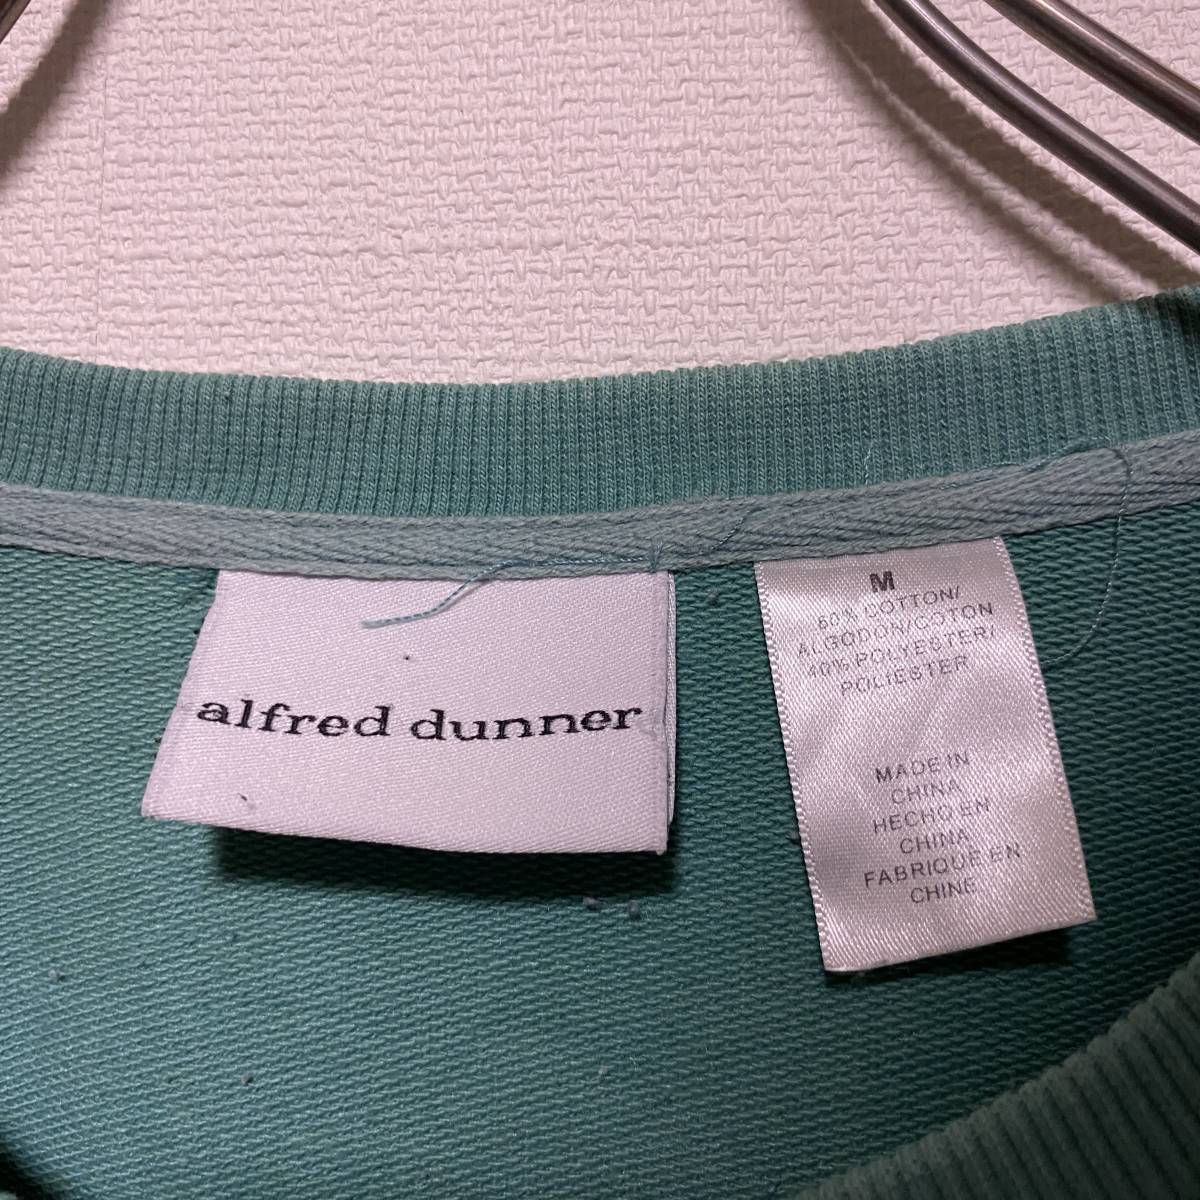 alfred dunner
M
60% COTTON/
ALGODON/COTON
40% POLYESTER/
POLIESTER
MADE IN
CHINA
HECHO EN
CHINA
FABRIQUE EN
CHINE